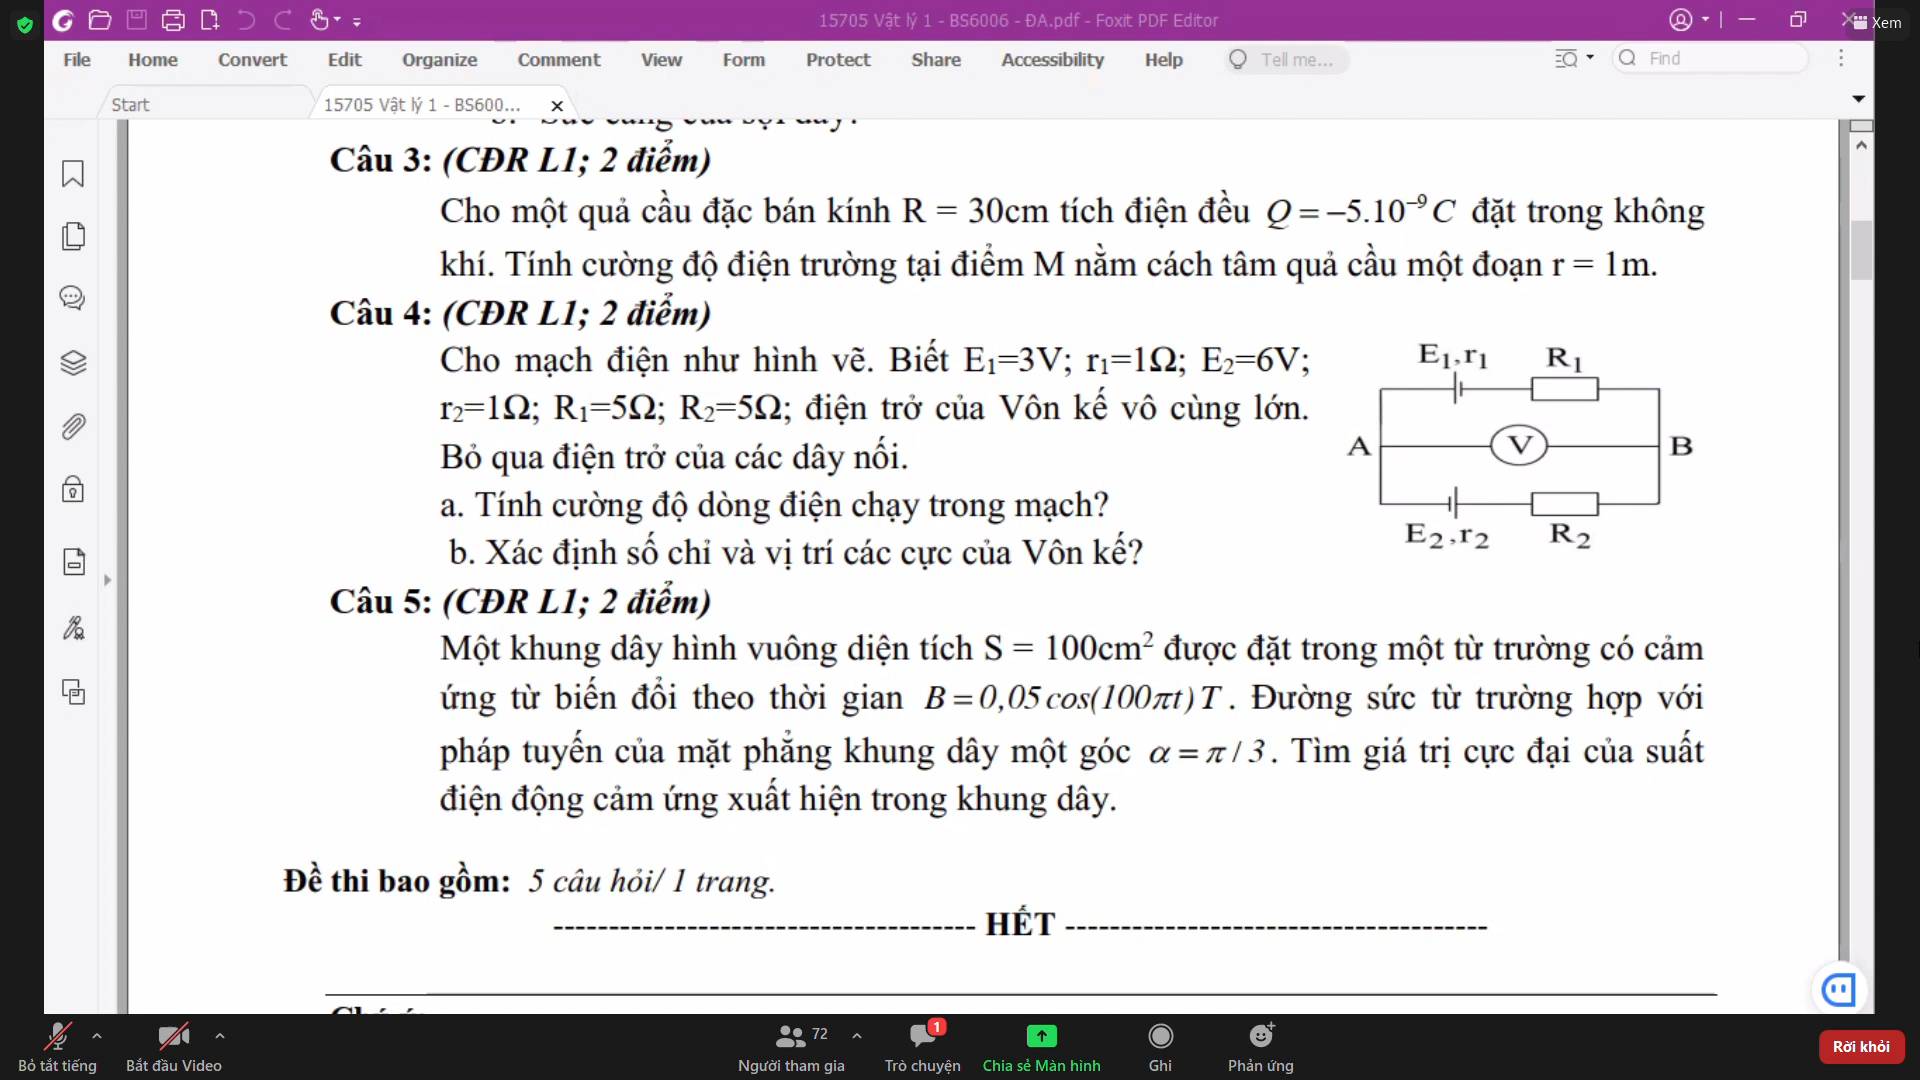 15705 Vật lý 1 - BS6006 - ĐA.pdf - Foxit PDF Editor
Xem
File Home Convert Edit Organize Comment View Form Protect Share Accessibility Help Tell me... Find
Start 15705 Vật lý 1 - BS600...
Câu 3: (CĐR L1; 2 điểm)
Cho một quả cầu đặc bán kính R = 30cm tích điện đều Q = −5.10⁻⁹ C đặt trong không
khí. Tính cường độ điện trường tại điểm M nằm cách tâm quả cầu một đoạn r = 1m.
Câu 4: (CĐR L1; 2 điểm)
Cho mạch điện như hình vẽ. Biết E₁=3V; r₁=1Ω; E₂=6V;
r₂=1Ω; R₁=5Ω; R₂=5Ω; điện trở của Vôn kế vô cùng lớn.
Bỏ qua điện trở của các dây nối.
a. Tính cường độ dòng điện chạy trong mạch?
b. Xác định số chỉ và vị trí các cực của Vôn kế?
E₁,r₁ R₁
A V B
E₂,r₂ R₂
Câu 5: (CĐR L1; 2 điểm)
Một khung dây hình vuông diện tích S = 100cm² được đặt trong một từ trường có cảm
ứng từ biến đổi theo thời gian B = 0,05 cos(100πt) T. Đường sức từ trường hợp với
pháp tuyến của mặt phẳng khung dây một góc α = π / 3. Tìm giá trị cực đại của suất
điện động cảm ứng xuất hiện trong khung dây.
Đề thi bao gồm: 5 câu hỏi/ 1 trang.
-------------------------------------- HẾT --------------------------------------
72 1
Bỏ tắt tiếng Bắt đầu Video Người tham gia Trò chuyện Chia sẻ Màn hình Ghi Phản ứng Rời khỏi